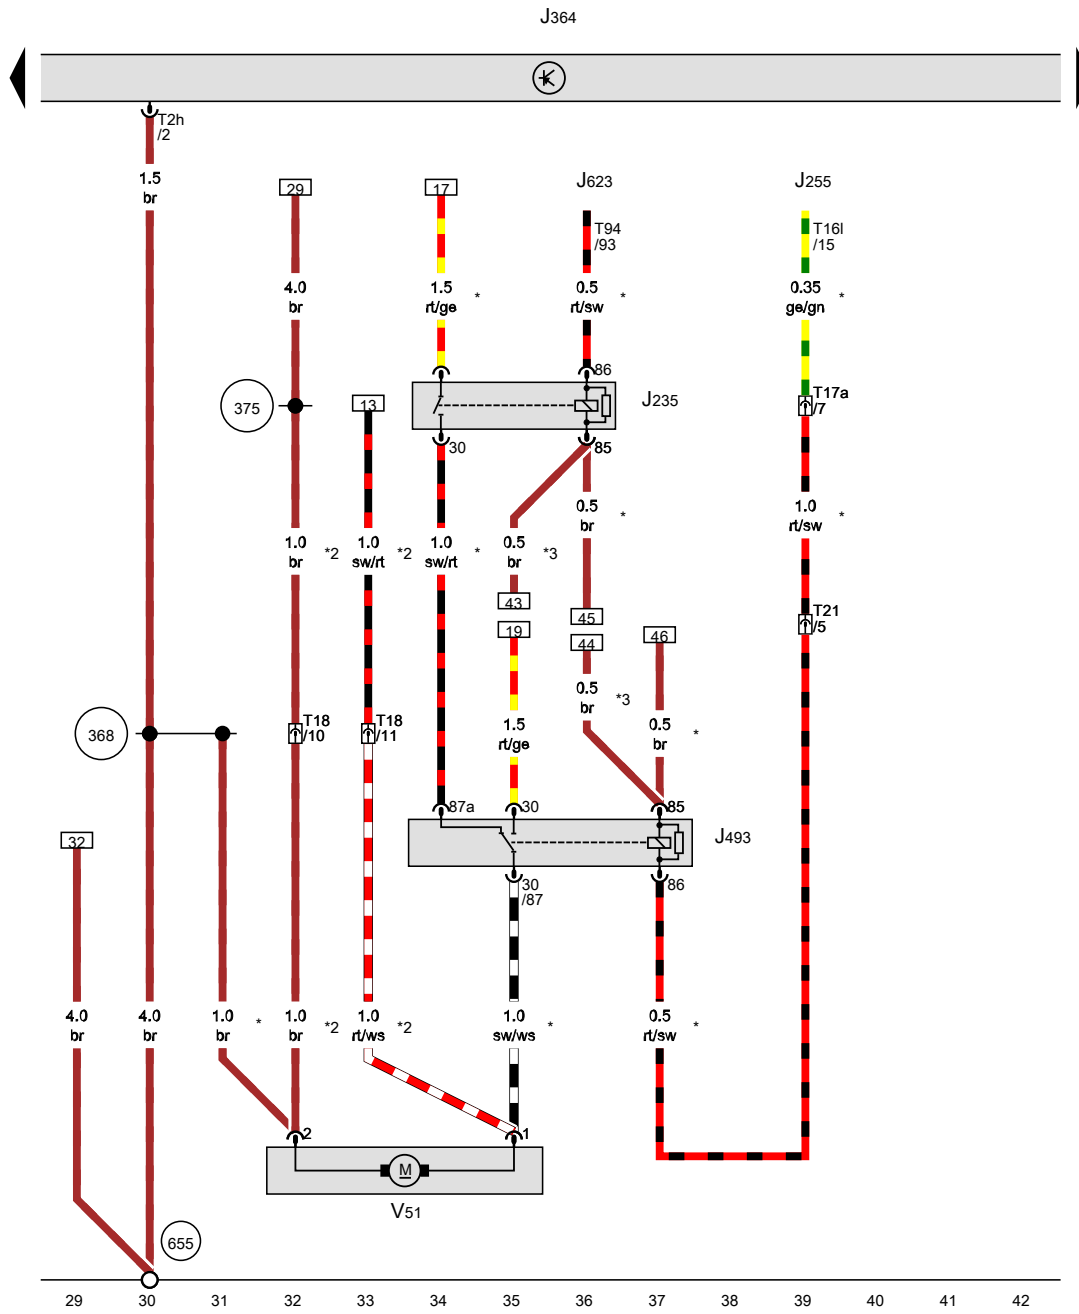 J364
T2h
/2
1.5
br
29
17
J623
J255
T94
/93
T16l
/15
4.0
br
1.5
rt/ge
*
0.5
rt/sw
*
0.35
ge/gn
*
86
J235
T17a
/7
375
13
30
85
0.5
br
*
1.0
rt/sw
*
1.0
br
*2
1.0
sw/rt
*2
1.0
sw/rt
*
0.5
br
*3
43
45
T21
/5
19
44
46
0.5
br
*3
368
T18
/10
T18
/11
1.5
rt/ge
0.5
br
*
87a
30
85
J493
32
30
/87
86
4.0
br
4.0
br
1.0
br
*
1.0
br
*2
1.0
rt/ws
*2
1.0
sw/ws
*
0.5
rt/sw
*
2
1
M
V51
655
29 30 31 32 33 34 35 36 37 38 39 40 41 42